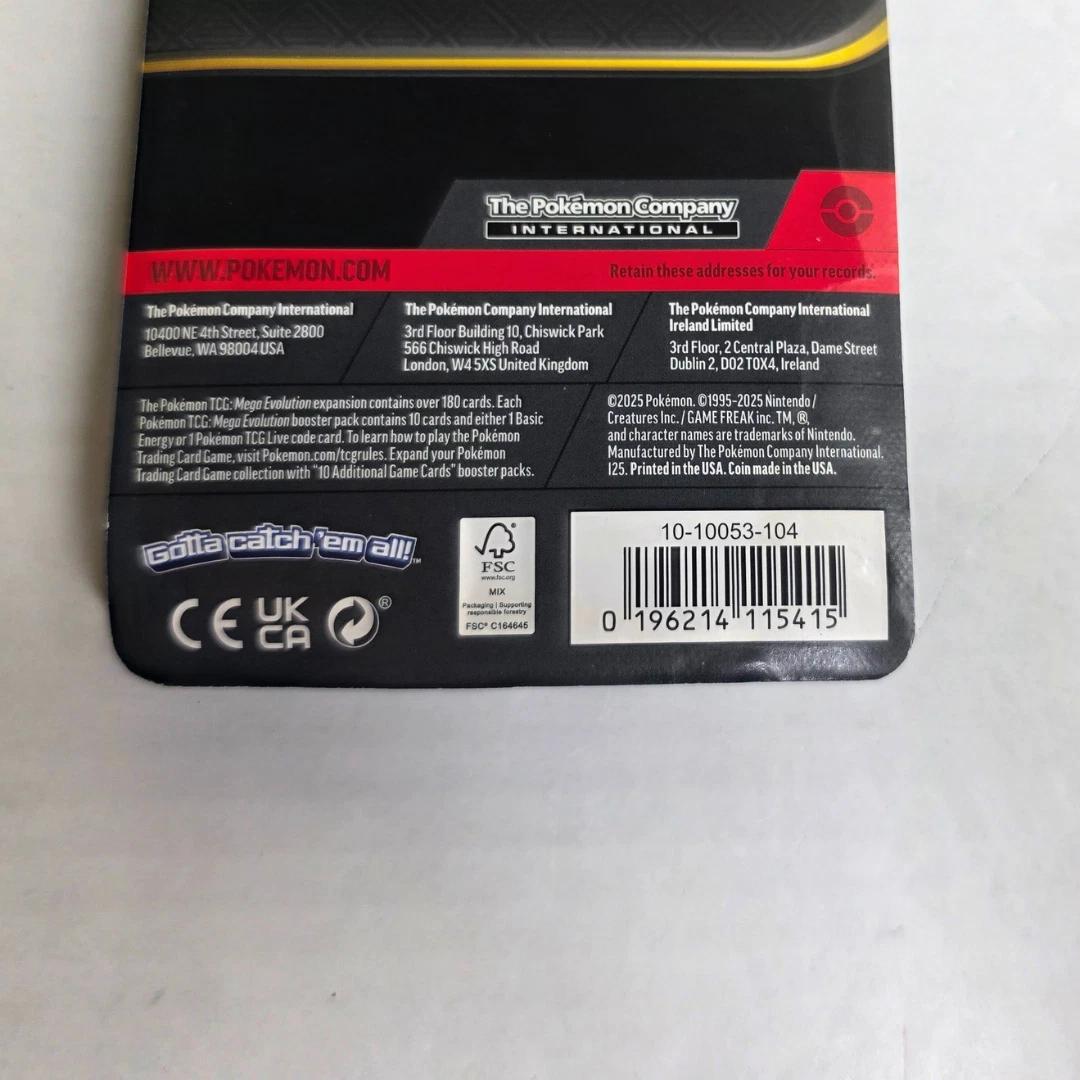 The Pokémon Company
INTERNATIONAL
WWW.POKEMON.COM
Retain these addresses for your records.
The Pokémon Company International
10400 NE 4th Street, Suite 2800
Bellevue, WA 98004 USA
The Pokémon Company International
3rd Floor Building 10, Chiswick Park
566 Chiswick High Road
London, W4 5XS United Kingdom
The Pokémon Company International
Ireland Limited
3rd Floor, 2 Central Plaza, Dame Street
Dublin 2, D02 T0X4, Ireland
The Pokémon TCG: Mega Evolution expansion contains over 180 cards. Each
Pokémon TCG: Mega Evolution booster pack contains 10 cards and either 1 Basic
Energy or 1 Pokémon TCG Live code card. To learn how to play the Pokémon
Trading Card Game, visit Pokemon.com/tcgrules. Expand your Pokémon
Trading Card Game collection with "10 Additional Game Cards" booster packs.
©2025 Pokémon. ©1995–2025 Nintendo /
Creatures Inc. / GAME FREAK inc. TM, ®,
and character names are trademarks of Nintendo.
Manufactured by The Pokémon Company International.
125. Printed in the USA. Coin made in the USA.
Gotta catch 'em all!™
CE UK
CA
®
FSC
www.fsc.org
MIX
Packaging | Supporting
responsible forestry
FSC® C164645
10-10053-104
0 196214 115415